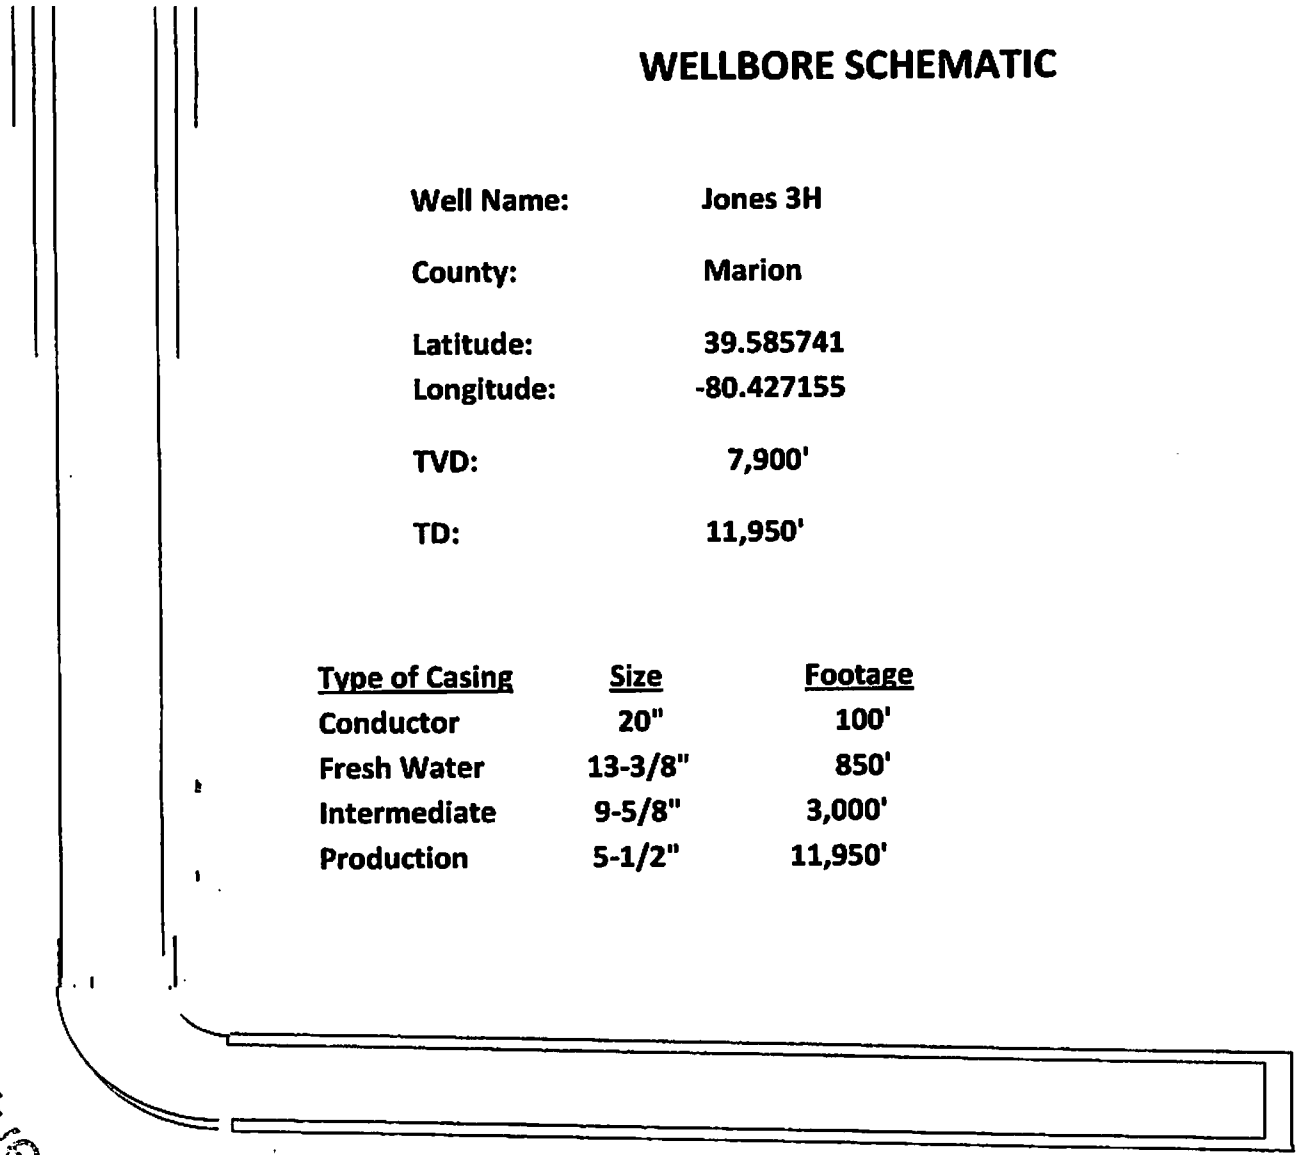 WELLBORE SCHEMATIC
Well Name: Jones 3H
County: Marion
Latitude: 39.585741
Longitude: -80.427155
TVD: 7,900'
TD: 11,950'
Type of Casing Size Footage
Conductor 20" 100'
Fresh Water 13-3/8" 850'
Intermediate 9-5/8" 3,000'
Production 5-1/2" 11,950'